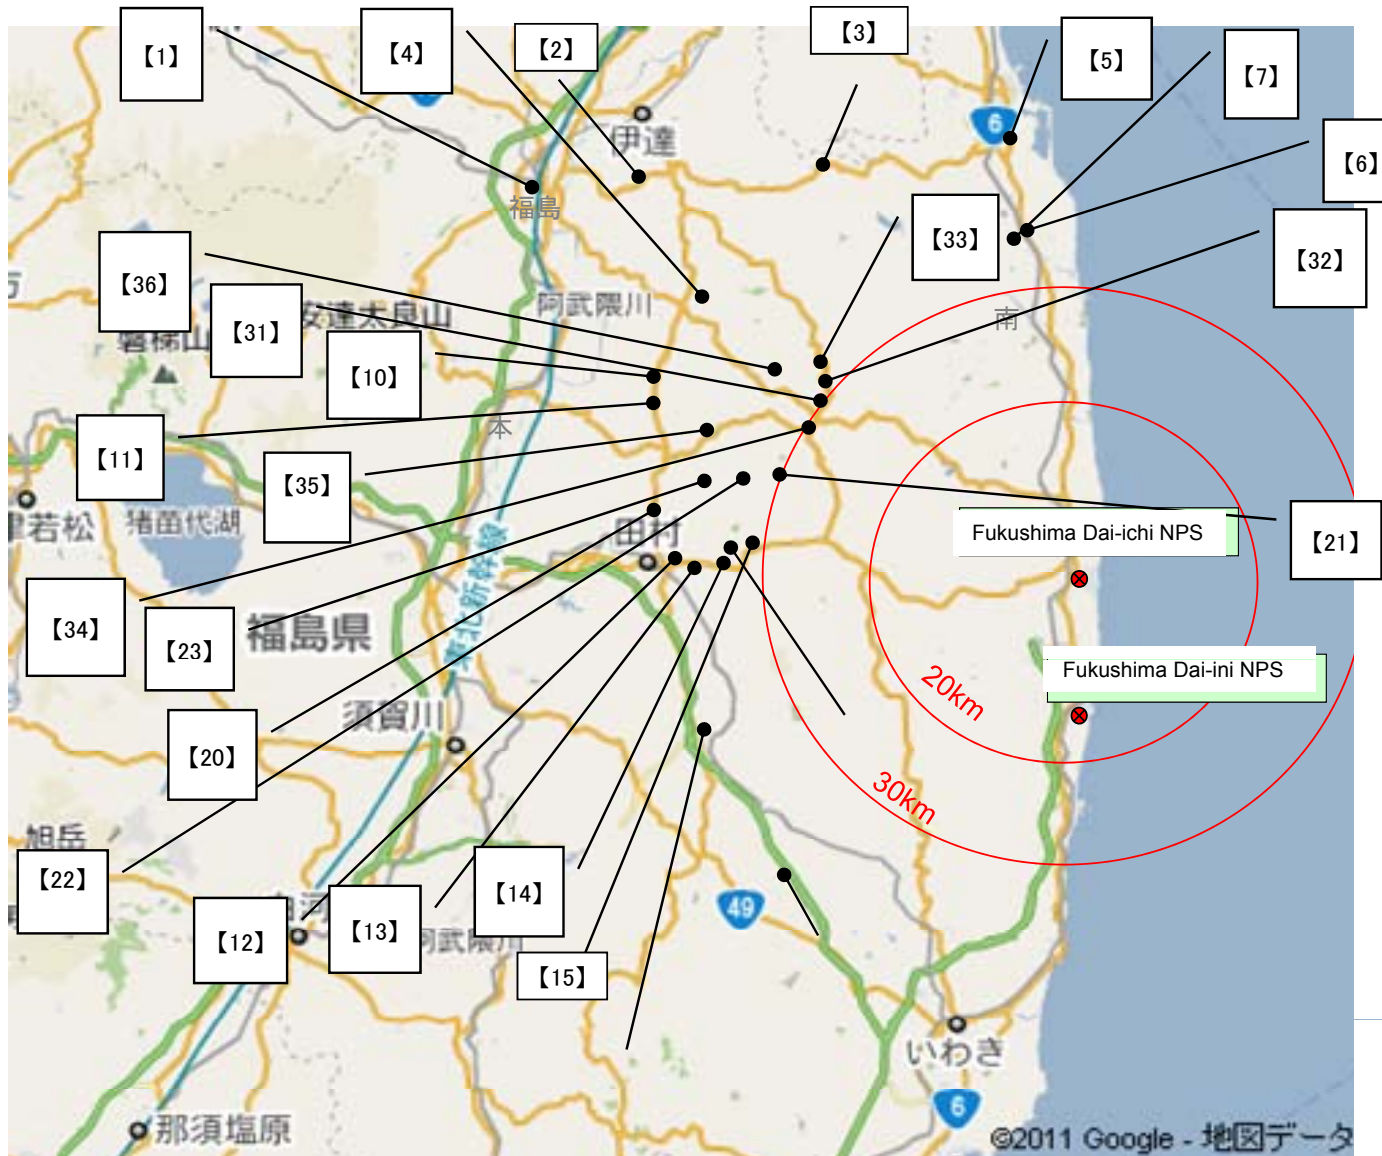 【1】
【4】
【2】
【3】
【5】
【7】
6
伊達
【6】
福島
【33】
【32】
【36】
阿武隈川
【31】
安達太良山
南
磐梯山
【10】
本
【11】
【35】
猪苗代湖
田村
Fukushima Dai-ichi NPS
【21】
津若松
東北新幹線
【34】
【23】
福島県
Fukushima Dai-ini NPS
20km
須賀川
【20】
30km
旭岳
【22】
【14】
49
【12】
【13】
阿武隈川
【15】
いわき
6
那須塩原
©2011 Google - 地図データ